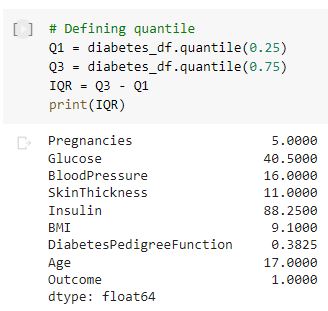 # Defining quantile
Q1 = diabetes_df.quantile(0.25)
Q3 = diabetes_df.quantile(0.75)
IQR = Q3 - Q1
print(IQR)
Pregnancies 5.0000
Glucose 40.5000
BloodPressure 16.0000
SkinThickness 11.0000
Insulin 88.2500
BMI 9.1000
DiabetesPedigreeFunction 0.3825
Age 17.0000
Outcome 1.0000
dtype: float64